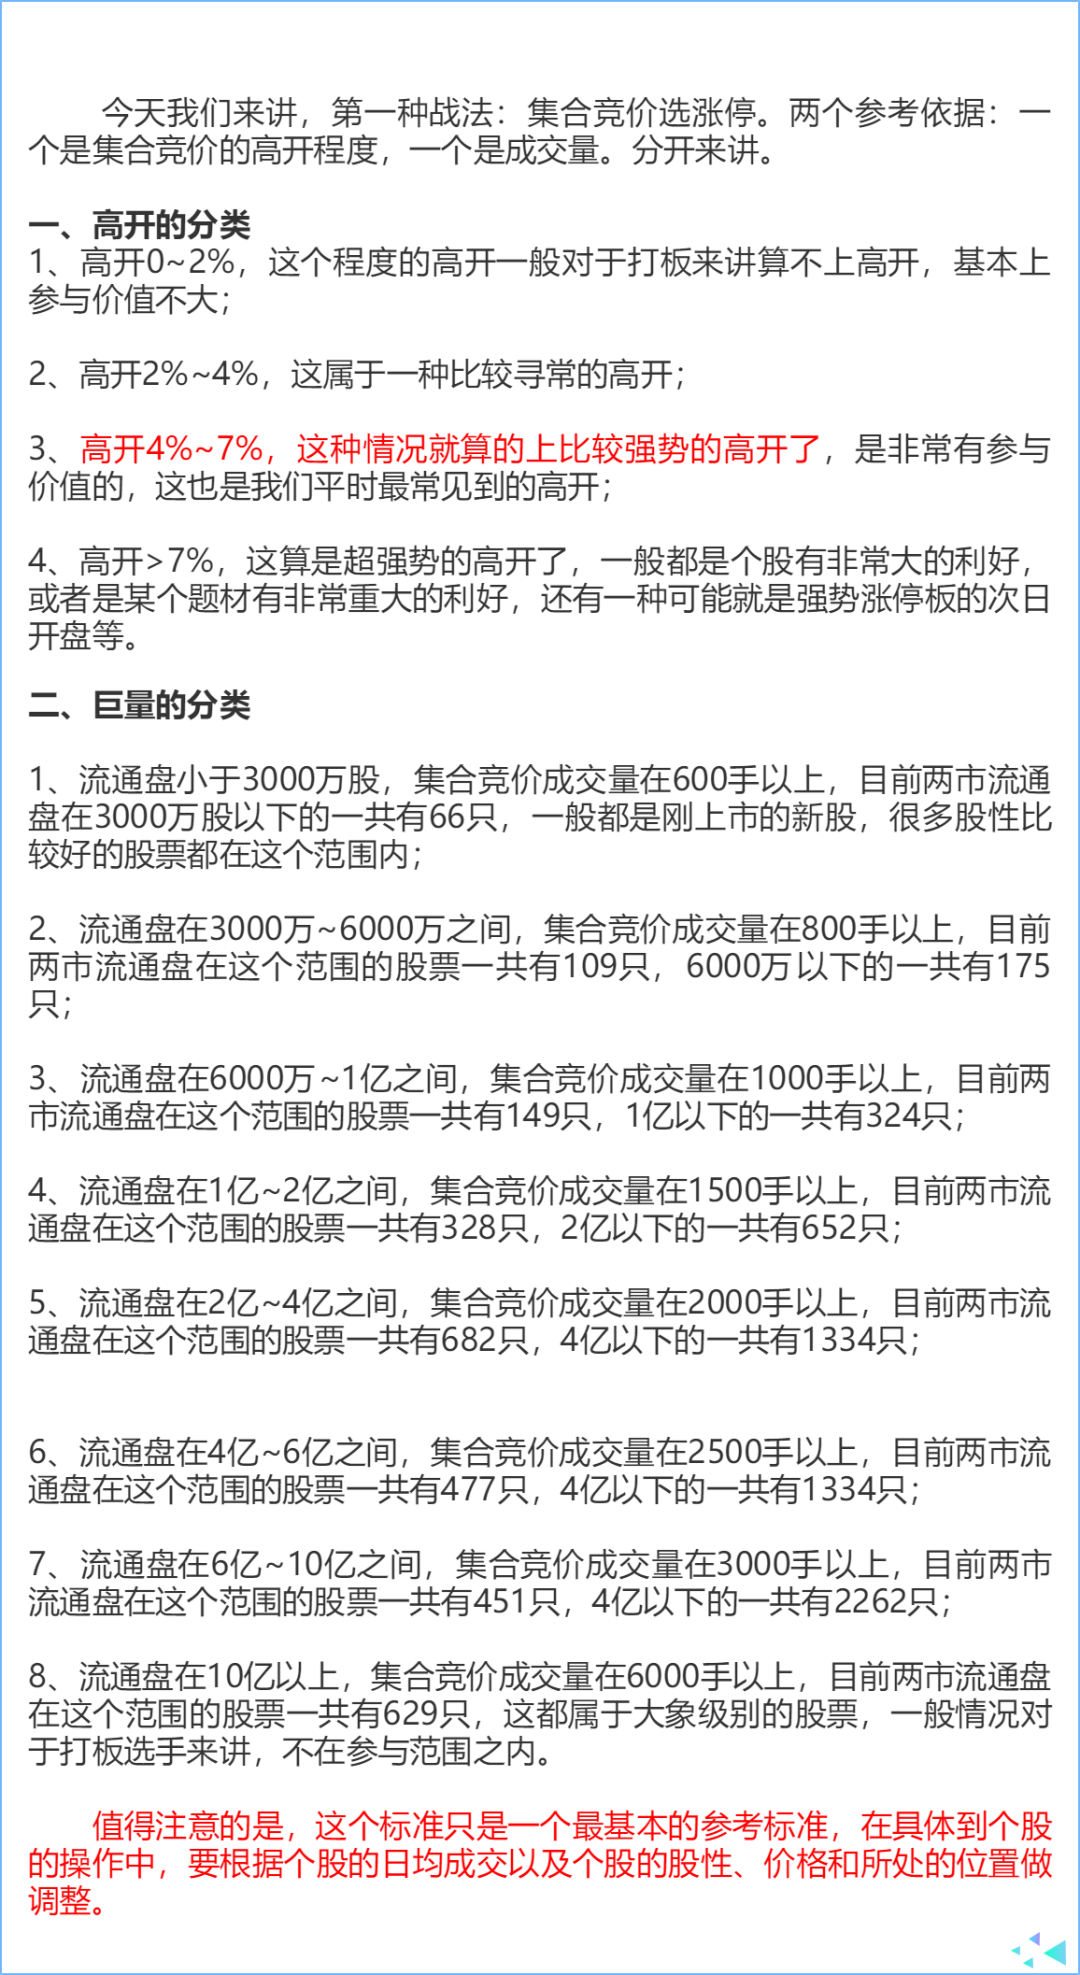 今天我们来讲，第一种战法：集合竞价选涨停。两个参考依据：一
个是集合竞价的高开程度，一个是成交量。分开来讲。
一、高开的分类
1、高开0~2%，这个程度的高开一般对于打板来讲算不上高开，基本上
参与价值不大；
2、高开2%~4%，这属于一种比较寻常的高开；
3、高开4%~7%，这种情况就算的上比较强势的高开了，是非常有参与
价值的，这也是我们平时最常见到的高开；
4、高开>7%，这算是超强势的高开了，一般都是个股有非常大的利好，
或者是某个题材有非常重大的利好，还有一种可能就是强势涨停板的次日
开盘等。
二、巨量的分类
1、流通盘小于3000万股，集合竞价成交量在600手以上，目前两市流通
盘在3000万股以下的一共有66只，一般都是刚上市的新股，很多股性比
较好的股票都在这个范围内；
2、流通盘在3000万~6000万之间，集合竞价成交量在800手以上，目前
两市流通盘在这个范围的股票一共有109只，6000万以下的一共有175
只；
3、流通盘在6000万~1亿之间，集合竞价成交量在1000手以上，目前两
市流通盘在这个范围的股票一共有149只，1亿以下的一共有324只；
4、流通盘在1亿~2亿之间，集合竞价成交量在1500手以上，目前两市流
通盘在这个范围的股票一共有328只，2亿以下的一共有652只；
5、流通盘在2亿~4亿之间，集合竞价成交量在2000手以上，目前两市流
通盘在这个范围的股票一共有682只，4亿以下的一共有1334只；
6、流通盘在4亿~6亿之间，集合竞价成交量在2500手以上，目前两市流
通盘在这个范围的股票一共有477只，4亿以下的一共有1334只；
7、流通盘在6亿~10亿之间，集合竞价成交量在3000手以上，目前两市
流通盘在这个范围的股票一共有451只，4亿以下的一共有2262只；
8、流通盘在10亿以上，集合竞价成交量在6000手以上，目前两市流通盘
在这个范围的股票一共有629只，这都属于大象级别的股票，一般情况对
于打板选手来讲，不在参与范围之内。
值得注意的是，这个标准只是一个最基本的参考标准，在具体到个股
的操作中，要根据个股的日均成交以及个股的股性、价格和所处的位置做
调整。